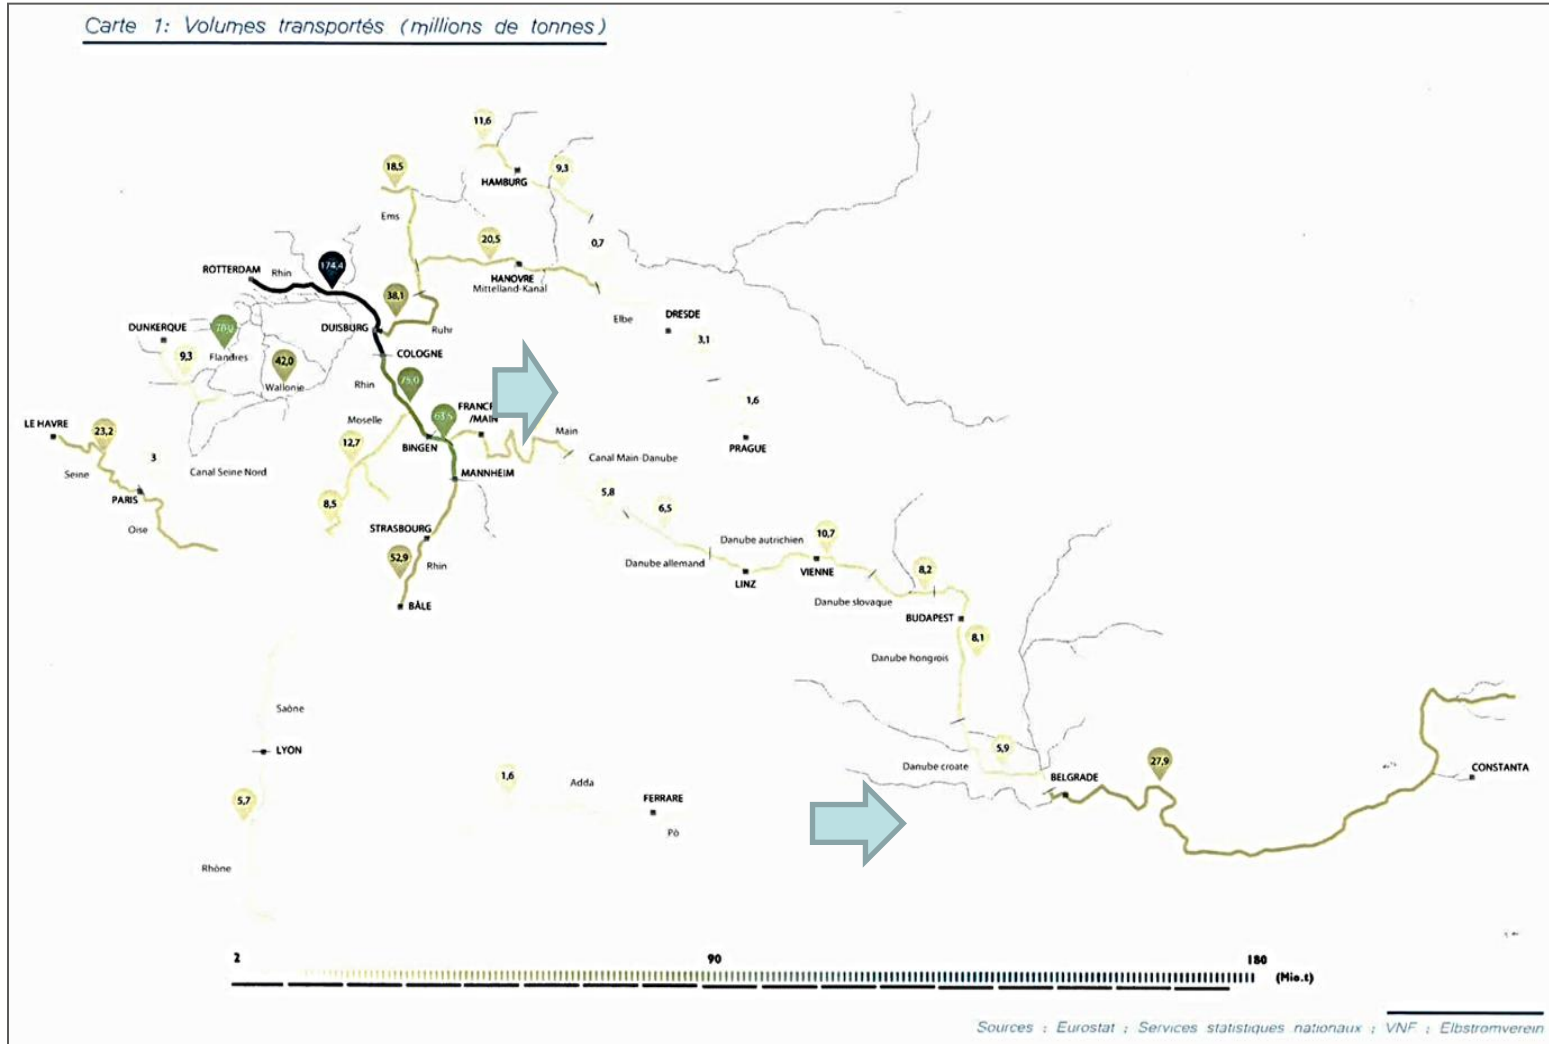 Carte 1: Volumes transportés (millions de tonnes)
11,6
HAMBURG
9,3
18,5
Ems
0,7
20,5
HANOVRE
Mittelland-Kanal
ROTTERDAM
Rhin
174,4
38,1
DUISBURG
Ruhr
Elbe
DRESDE
3,1
DUNKERQUE
9,3
Flandres
42,0
Wallonie
COLOGNE
Rhin
75,0
Moselle
1,6
PRAGUE
LE HAVRE
23,2
Seine
3
PARIS
Oise
Canal Seine Nord
12,7
8,5
BINGEN
/MAIN
Main
Canal Main-Danube
MANNHEIM
STRASBOURG
52,9
Rhin
BÂLE
5,8
6,5
Danube allemand
Danube autrichien
LINZ
10,7
VIENNE
Danube slovaque
8,2
BUDAPEST
8,1
Danube hongrois
Saône
LYON
5,7
Rhône
1,6
Adda
FERRARE
Pô
5,9
Danube croate
BELGRADE
27,9
CONSTANTA
2
90
180
(Mio.t)
Sources : Eurostat ; Services statistiques nationaux ; VNF ; Elbstromverein